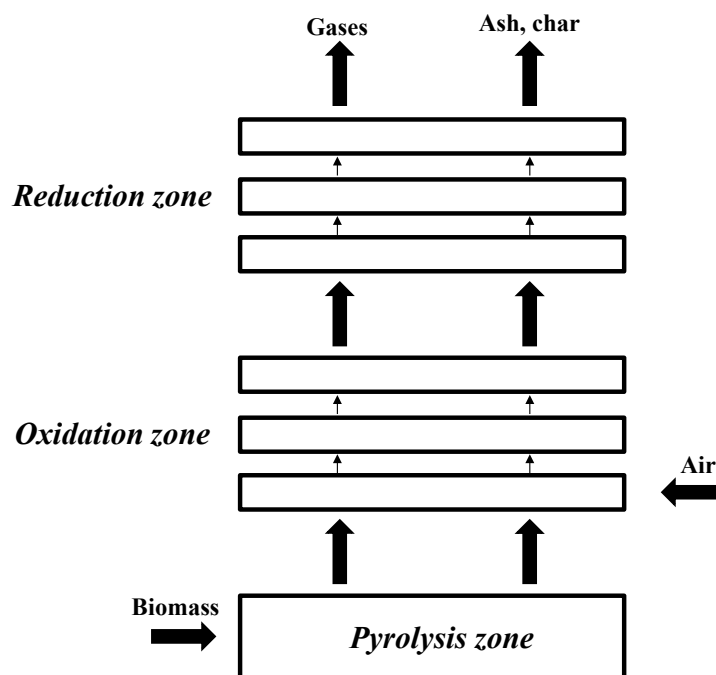 Gases
Ash, char
Reduction zone
Oxidation zone
Air
Biomass
Pyrolysis zone